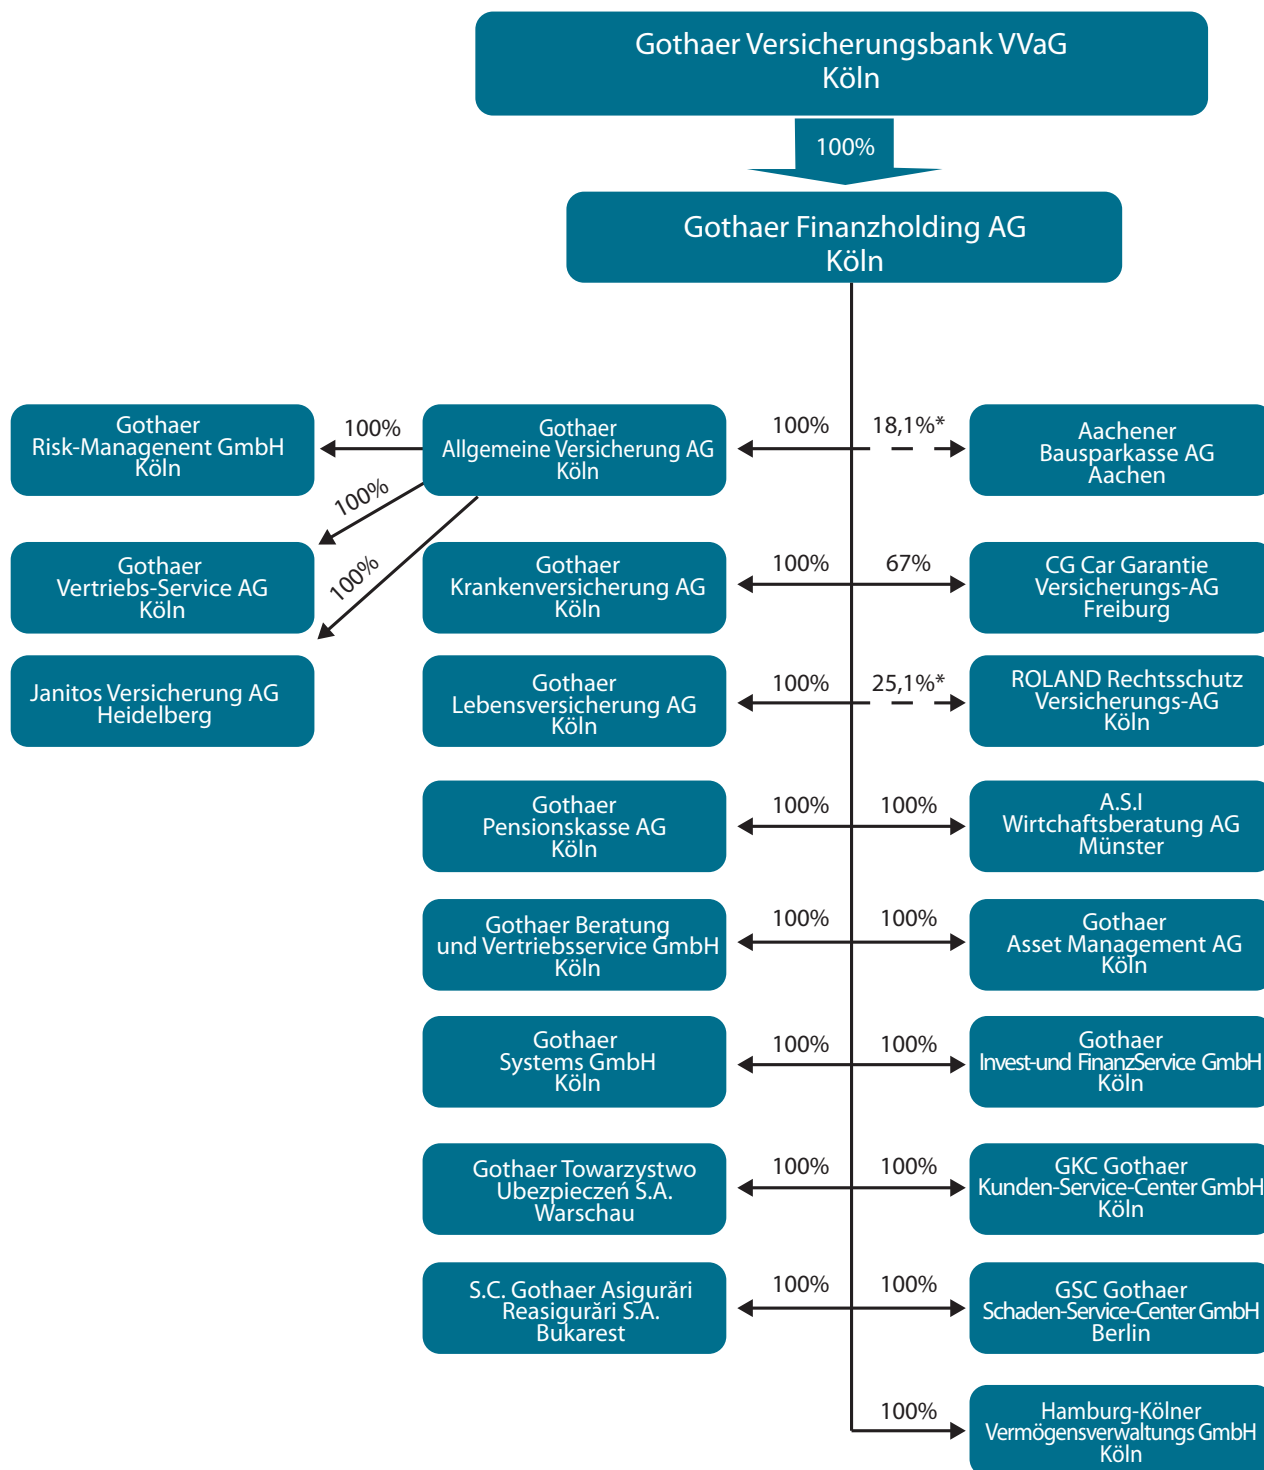 Gothaer Versicherungsbank VVaG
Köln
100%
Gothaer Finanzholding AG
Köln
Gothaer
Risk-Managenent GmbH
Köln
100%
Gothaer
Allgemeine Versicherung AG
Köln
100%
18,1%*
Aachener
Bausparkasse AG
Aachen
100%
100%
Gothaer
Vertriebs-Service AG
Köln
Gothaer
Krankenversicherung AG
Köln
100%
67%
CG Car Garantie
Versicherungs-AG
Freiburg
Janitos Versicherung AG
Heidelberg
Gothaer
Lebensversicherung AG
Köln
100%
25,1%*
ROLAND Rechtsschutz
Versicherungs-AG
Köln
Gothaer
Pensionskasse AG
Köln
100%
100%
A.S.I
Wirtchaftsberatung AG
Münster
Gothaer Beratung
und Vertriebsservice GmbH
Köln
100%
100%
Gothaer
Asset Management AG
Köln
Gothaer
Systems GmbH
Köln
100%
100%
Gothaer
Invest-und FinanzService GmbH
Köln
Gothaer Towarzystwo
Ubezpieczeń S.A.
Warschau
100%
100%
GKC Gothaer
Kunden-Service-Center GmbH
Köln
S.C. Gothaer Asigurări
Reasigurări S.A.
Bukarest
100%
100%
GSC Gothaer
Schaden-Service-Center GmbH
Berlin
100%
Hamburg-Kölner
Vermögensverwaltungs GmbH
Köln